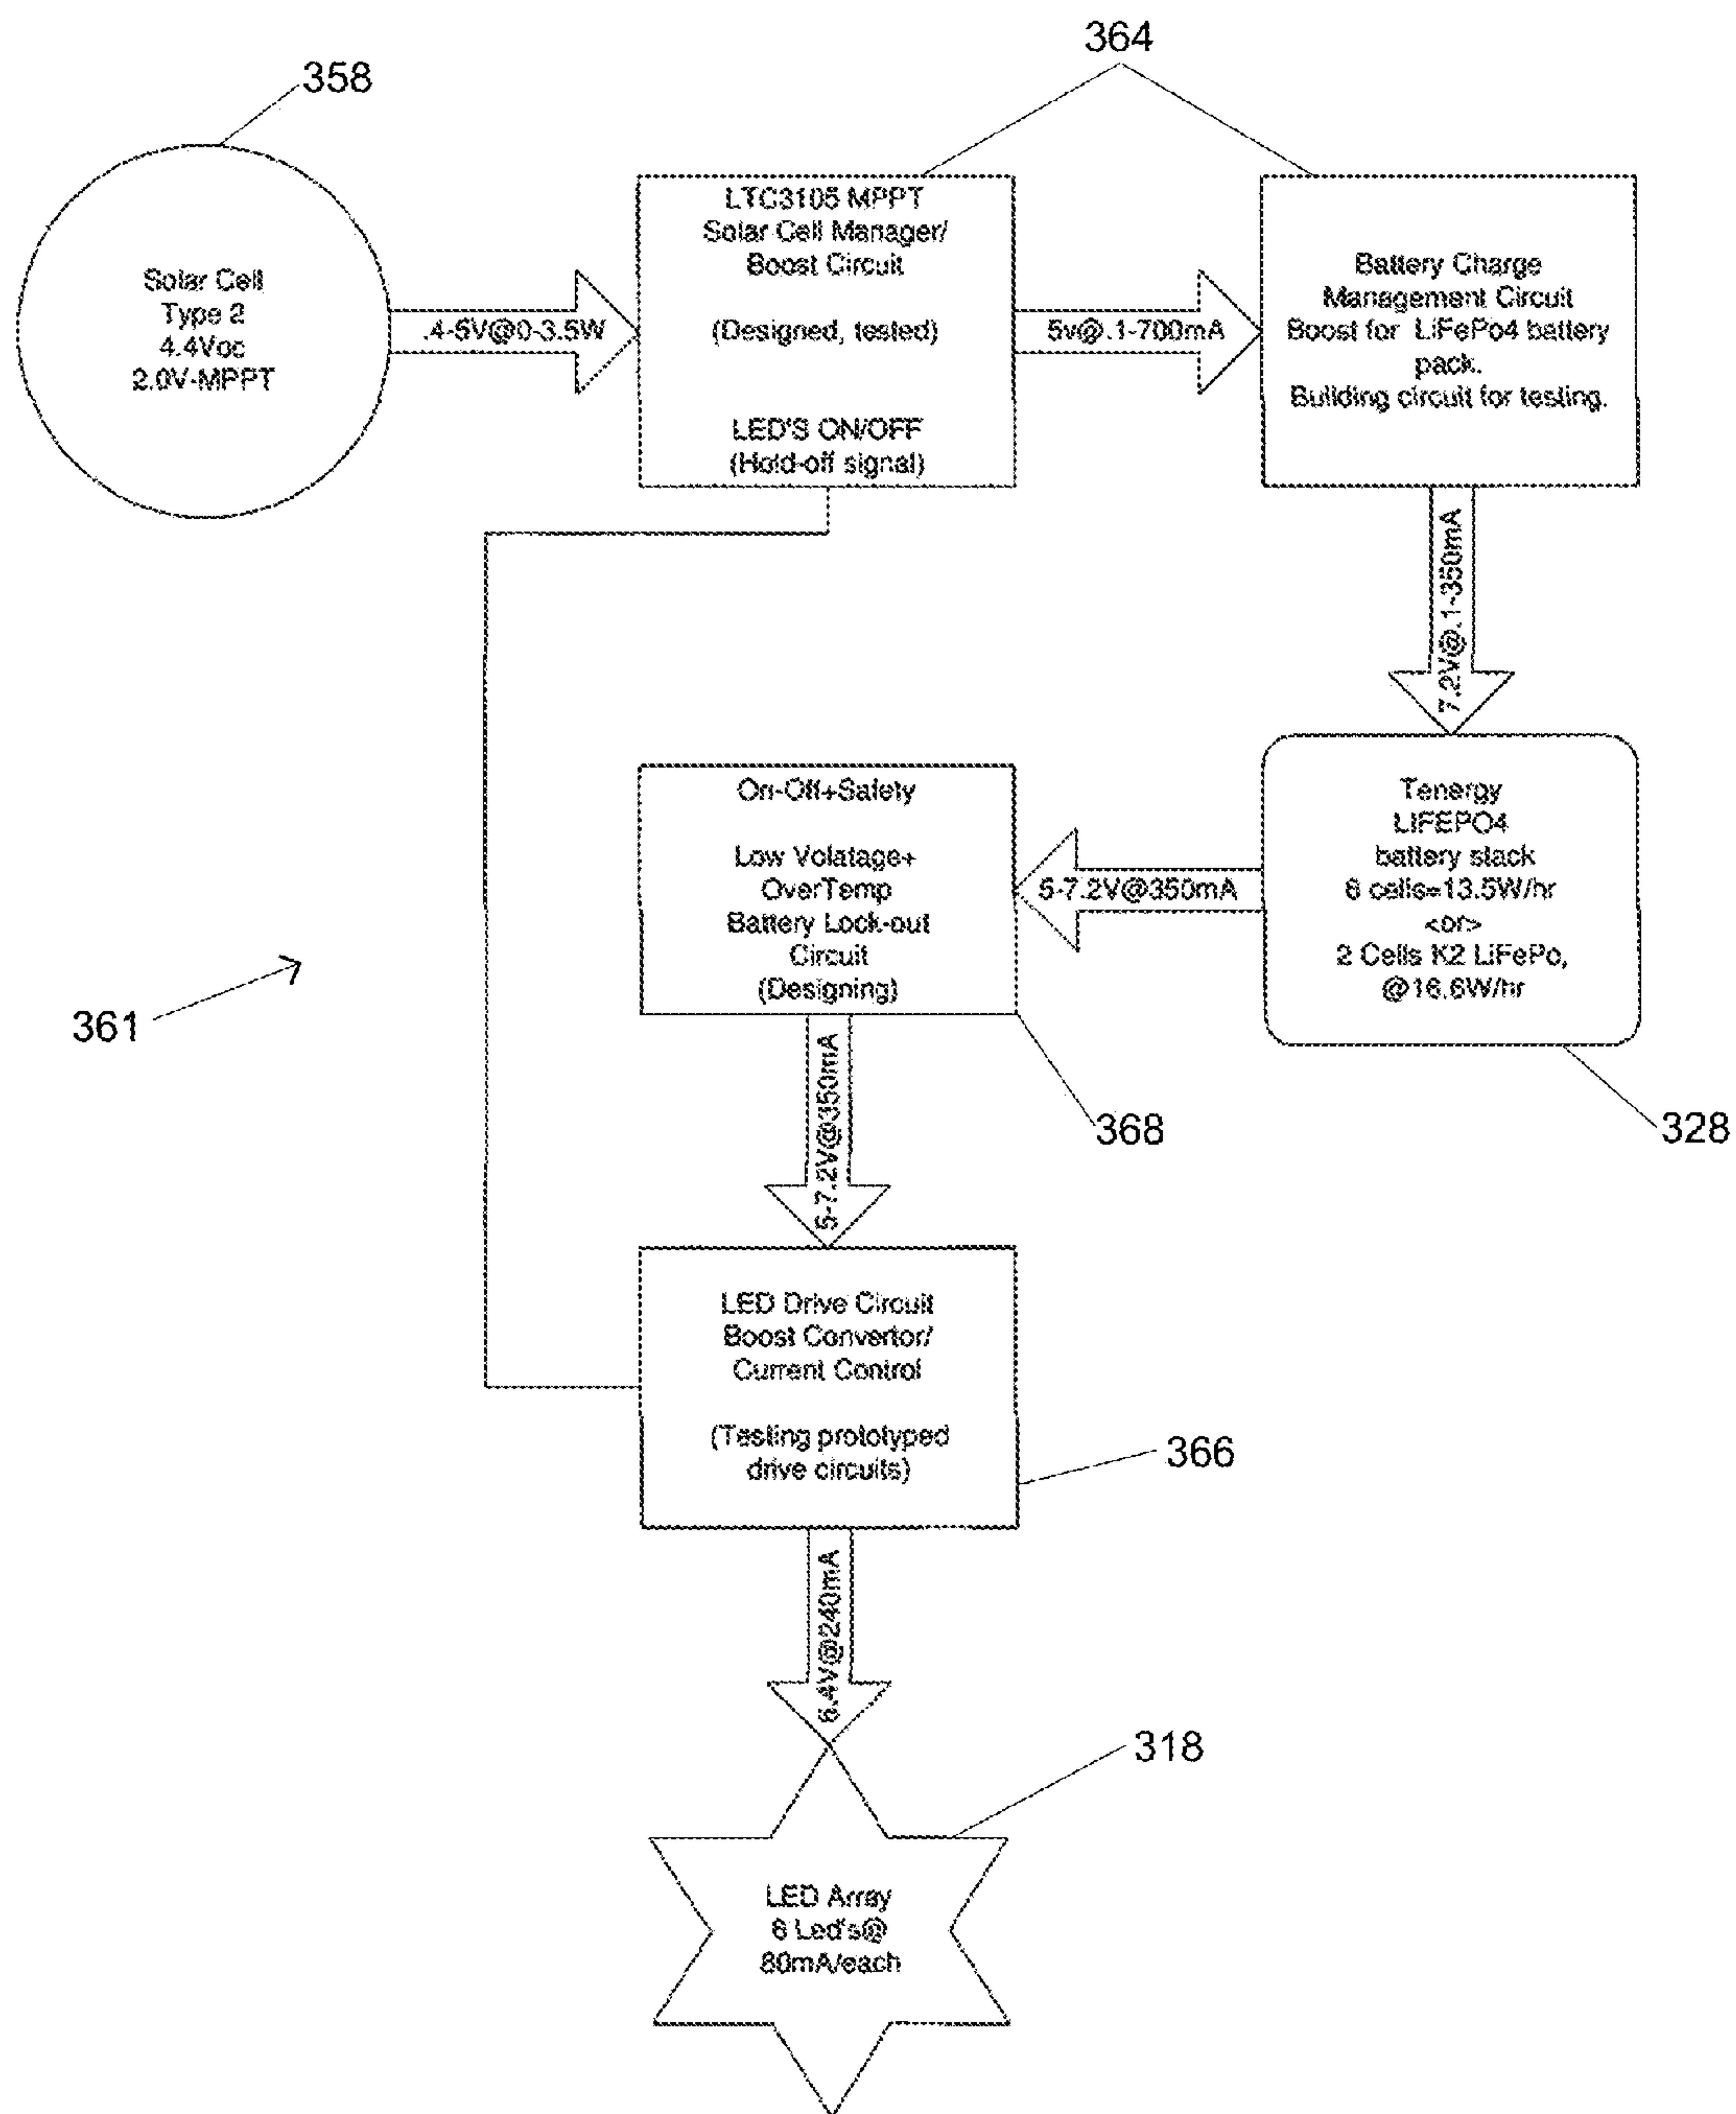 364
358
Solar Cell
Type 2
4.4Voc
2.0V-MPPT
.4-5V@0-3.5W
LTC3105 MPPT
Solar Cell Manager/
Boost Circuit
(Designed, tested)
LED'S ON/OFF
(Hold-off signal)
5v@.1-700mA
Battery Charge
Management Circuit
Boost for LiFePo4 battery
pack.
Building circuit for testing.
7.2V@.1-350mA
Tenergy
LIFEPO4
battery stack
6 cells=13.5W/hr
<or>
2 Cells K2 LiFePo,
@16.6W/hr
328
5-7.2V@350mA
On-Off+Safety
Low Volatage+
OverTemp
Battery Lock-out
Circuit
(Designing)
368
361
5-7.2V@350mA
LED Drive Circuit
Boost Convertor/
Current Control
(Testing prototyped
drive circuits)
366
6.4V@240mA
318
LED Array
6 Led's@
80mA/each